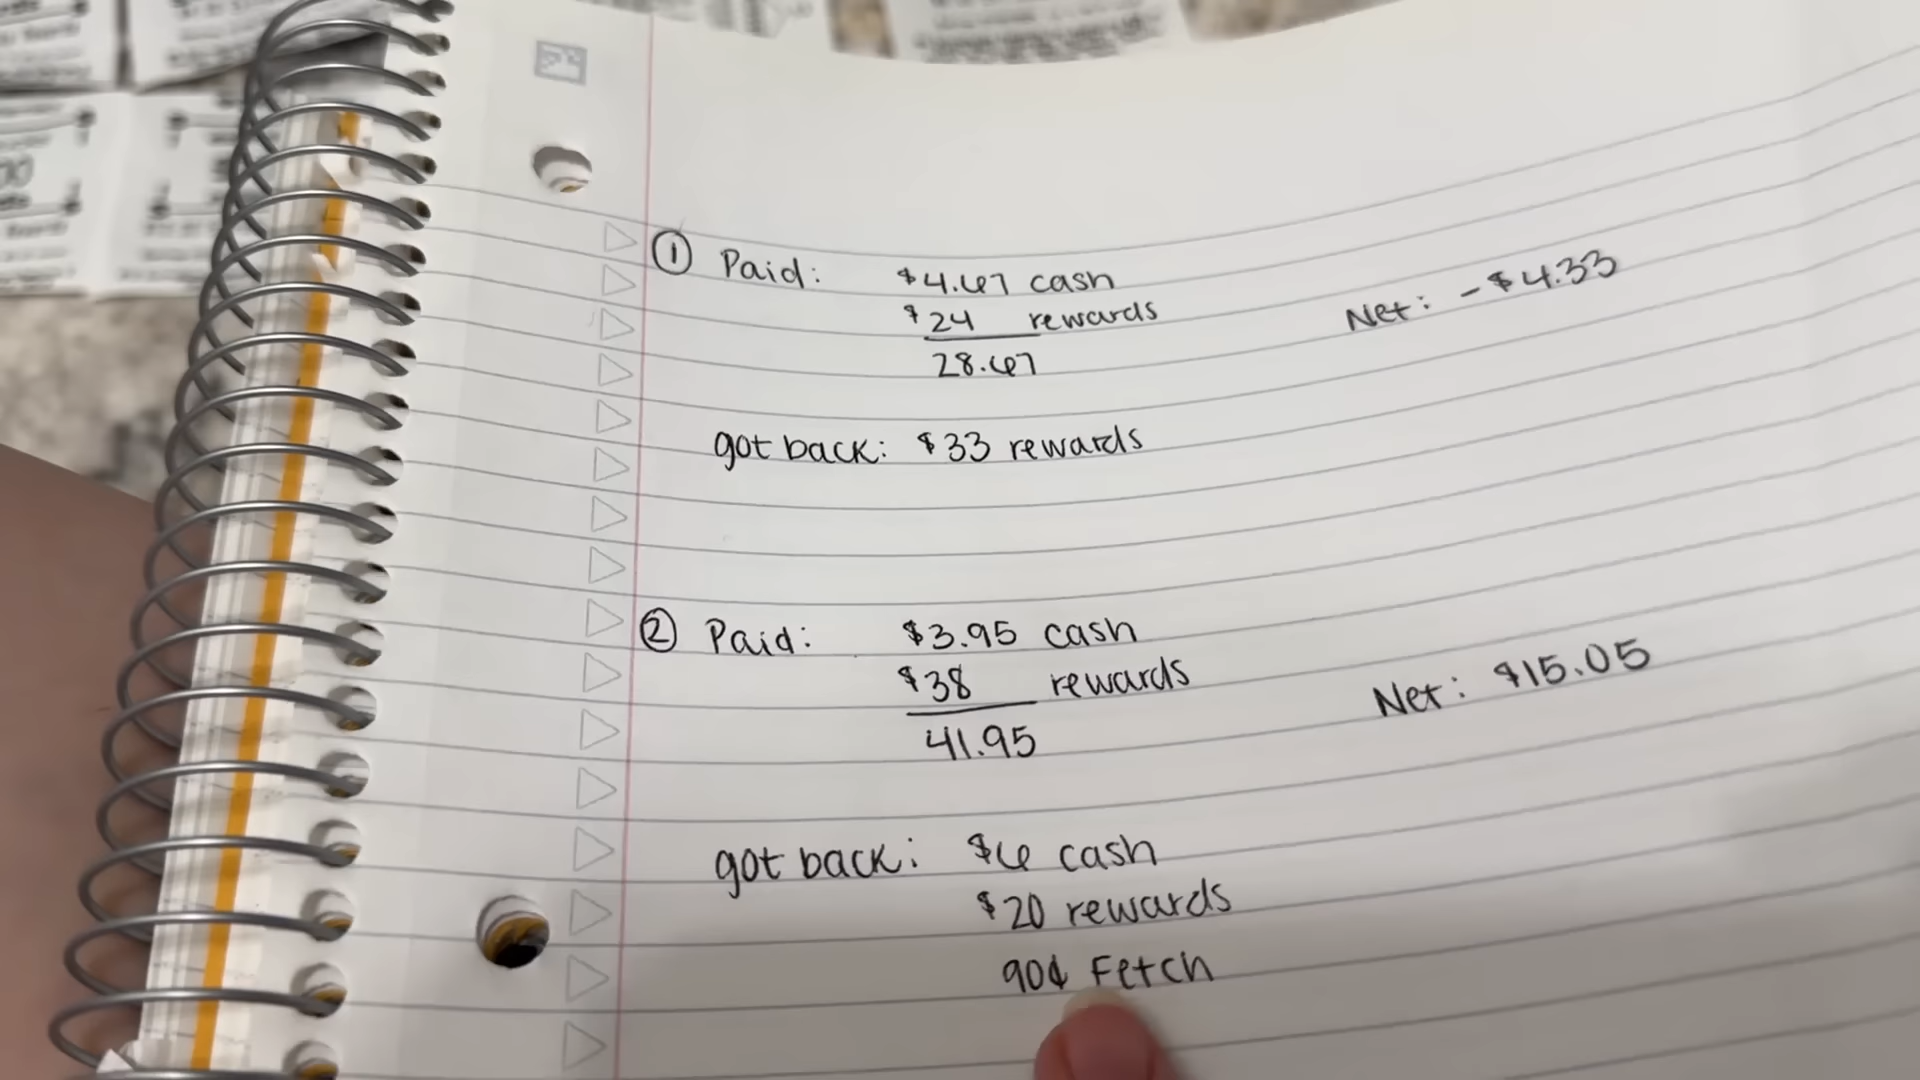 ① Paid: $4.67 cash
$24 rewards
28.67
Net: -$4.33
got back: $33 rewards
② Paid: $3.95 cash
$38 rewards
41.95
Net: $15.05
got back: $6 cash
$20 rewards
90¢ Fetch